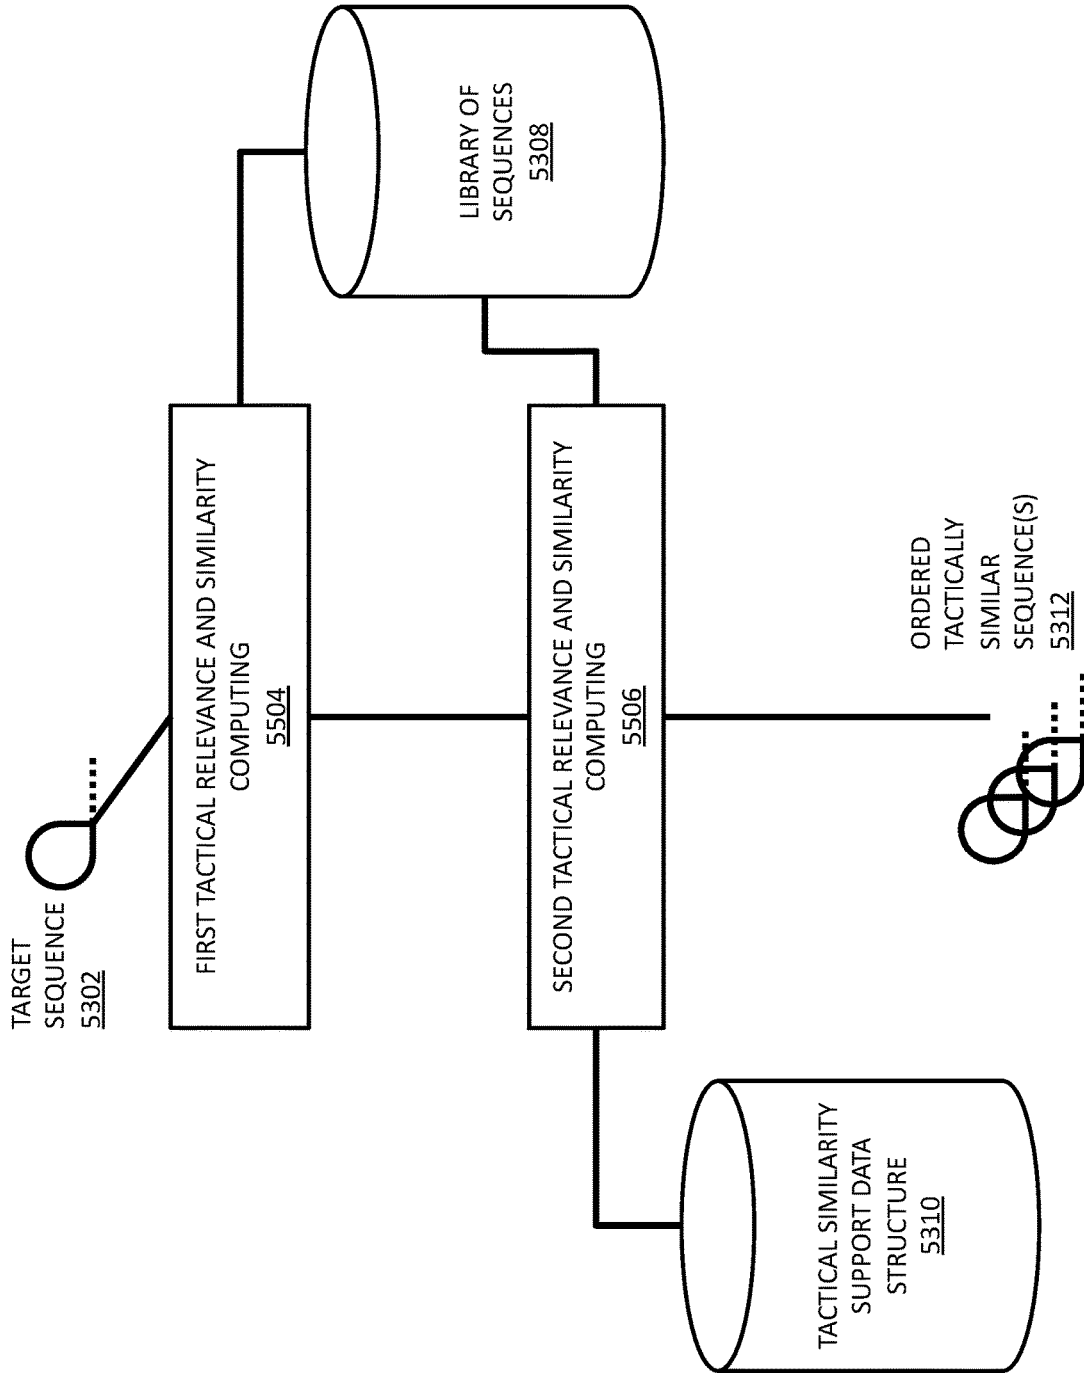 TARGET
SEQUENCE
5302
FIRST TACTICAL RELEVANCE AND SIMILARITY
COMPUTING
5504
LIBRARY OF
SEQUENCES
5308
SECOND TACTICAL RELEVANCE AND SIMILARITY
COMPUTING
5506
TACTICAL SIMILARITY
SUPPORT DATA
STRUCTURE
5310
ORDERED
TACTICALLY
SIMILAR
SEQUENCE(S)
5312